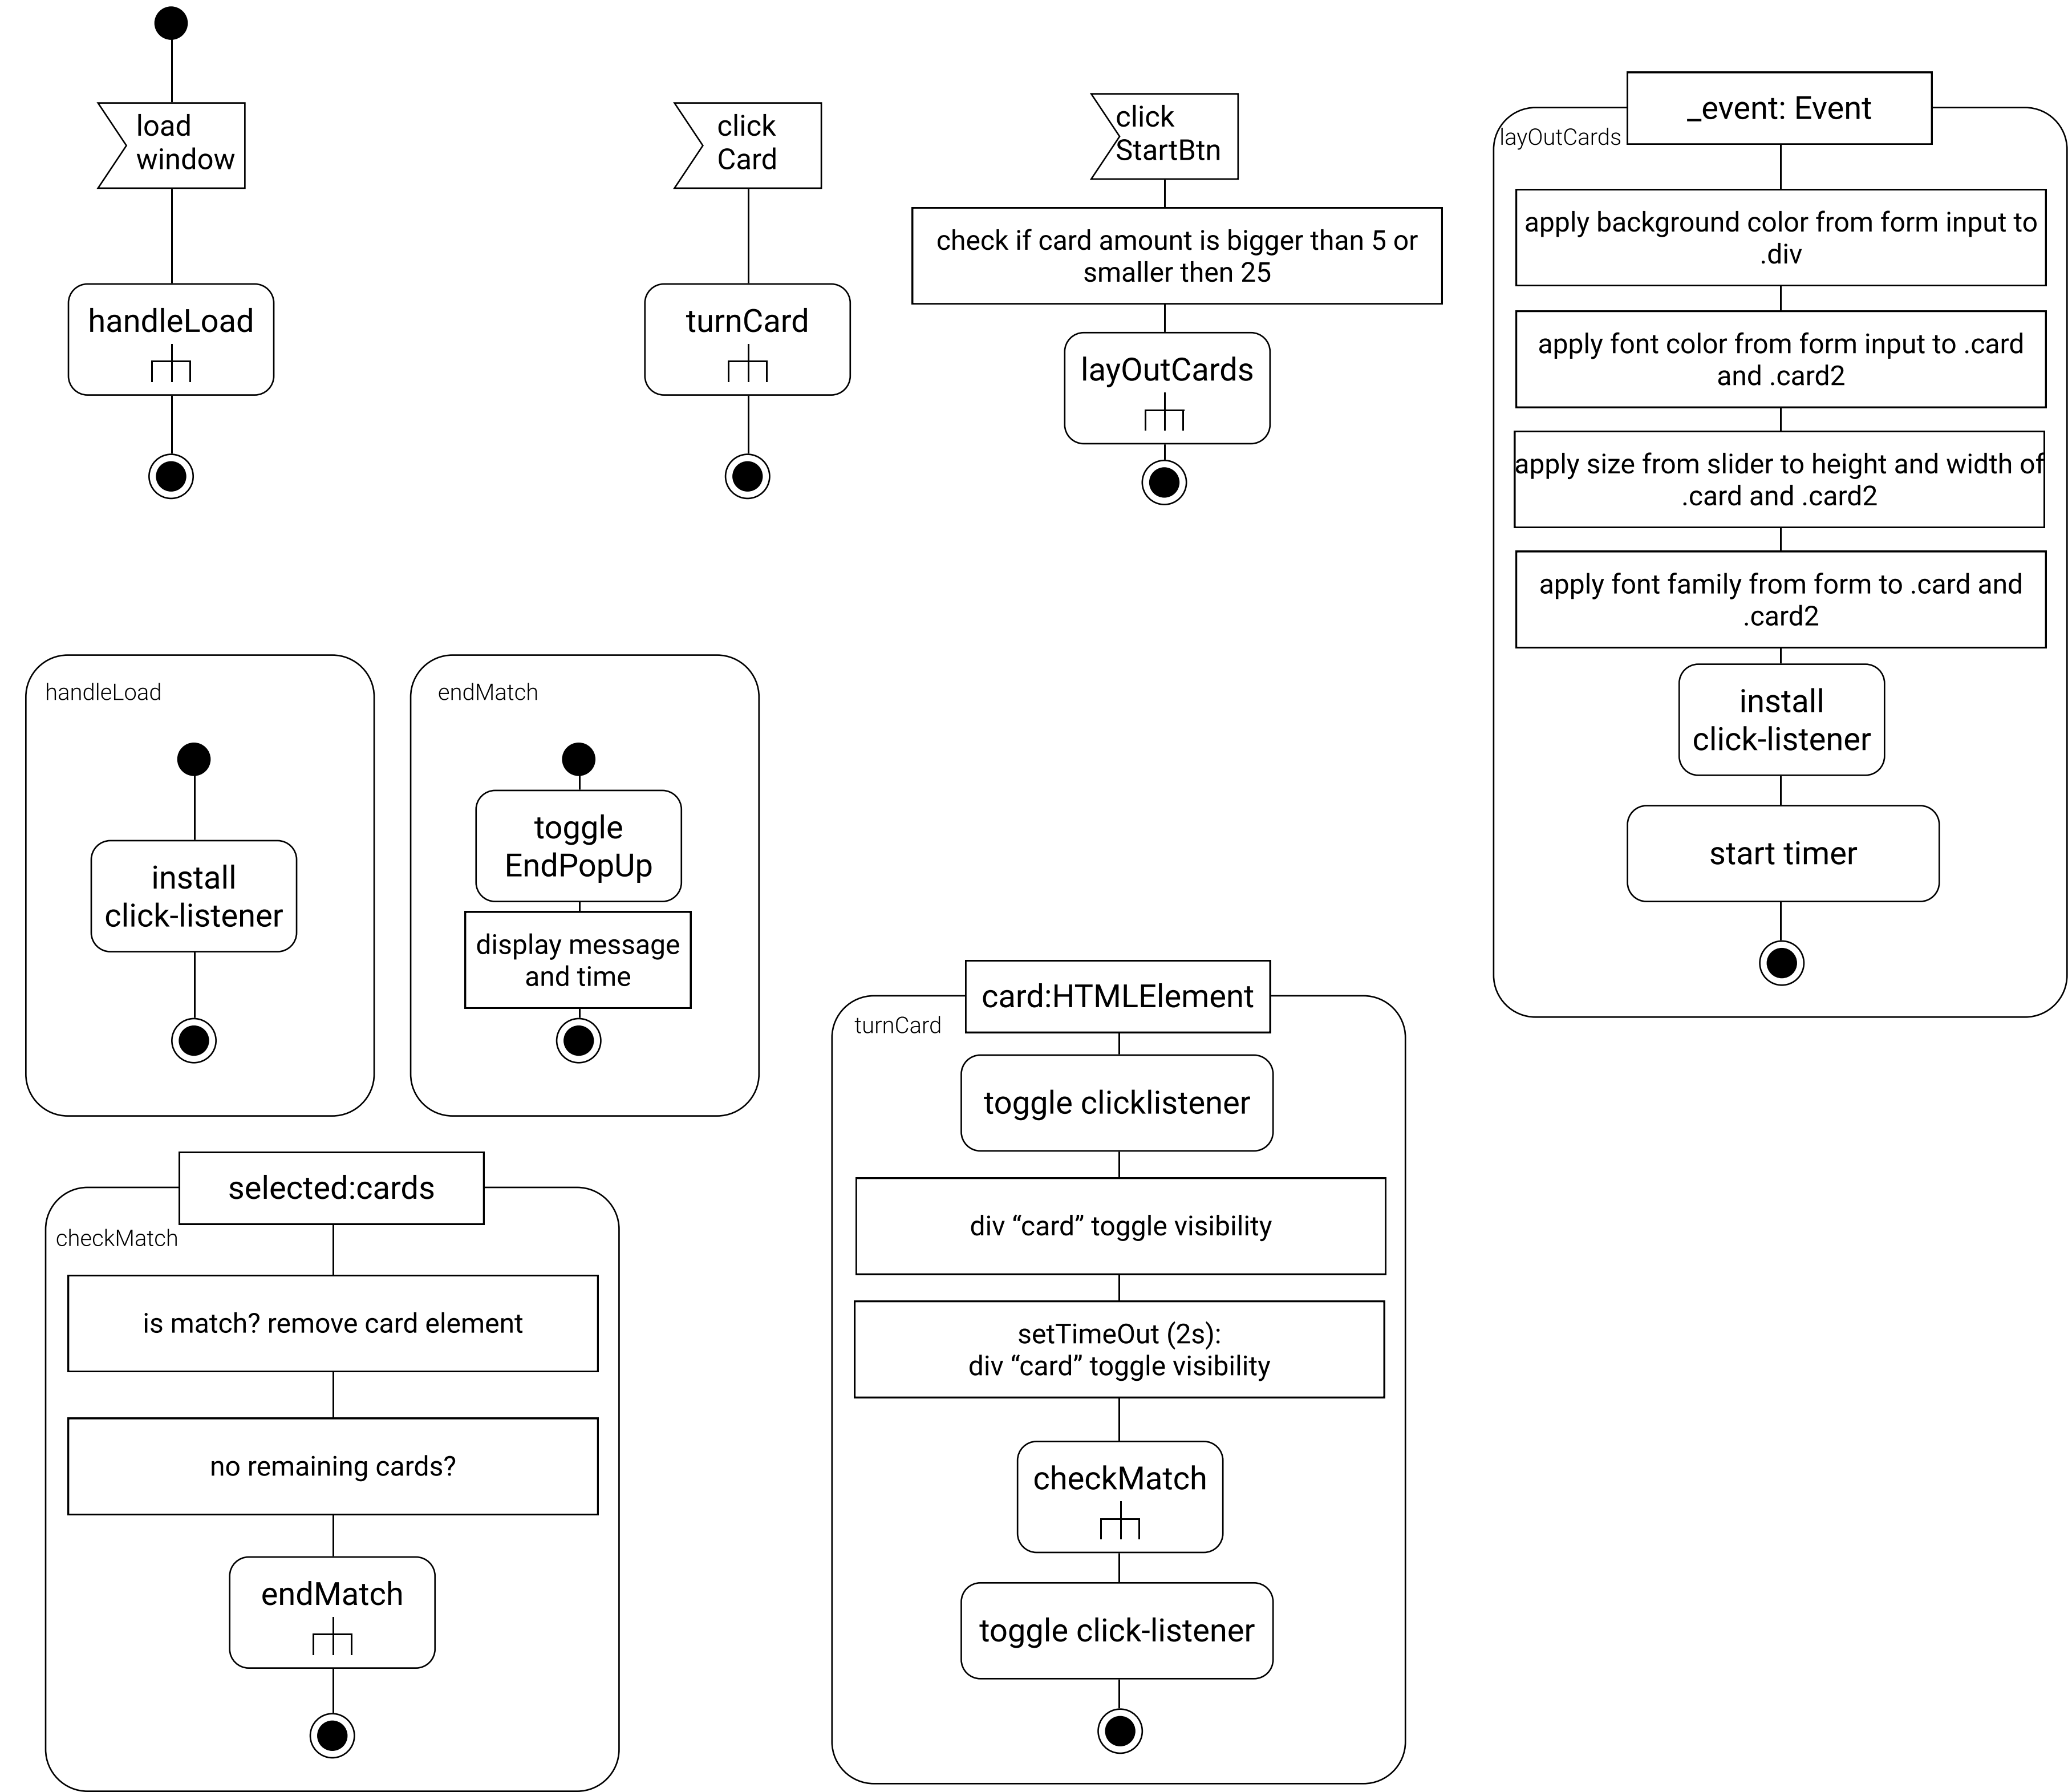 load
window
handleLoad
click
Card
turnCard
click
StartBtn
check if card amount is bigger than 5 or
smaller then 25
layOutCards
_event: Event
layOutCards
apply background color from form input to
.div
apply font color from form input to .card
and .card2
apply size from slider to height and width of
.card and .card2
apply font family from form to .card and
.card2
install
click-listener
start timer
handleLoad
install
click-listener
endMatch
toggle
EndPopUp
display message
and time
selected:cards
checkMatch
is match? remove card element
no remaining cards?
endMatch
card:HTMLElement
turnCard
toggle clicklistener
div “card” toggle visibility
setTimeOut (2s):
div “card” toggle visibility
checkMatch
toggle click-listener